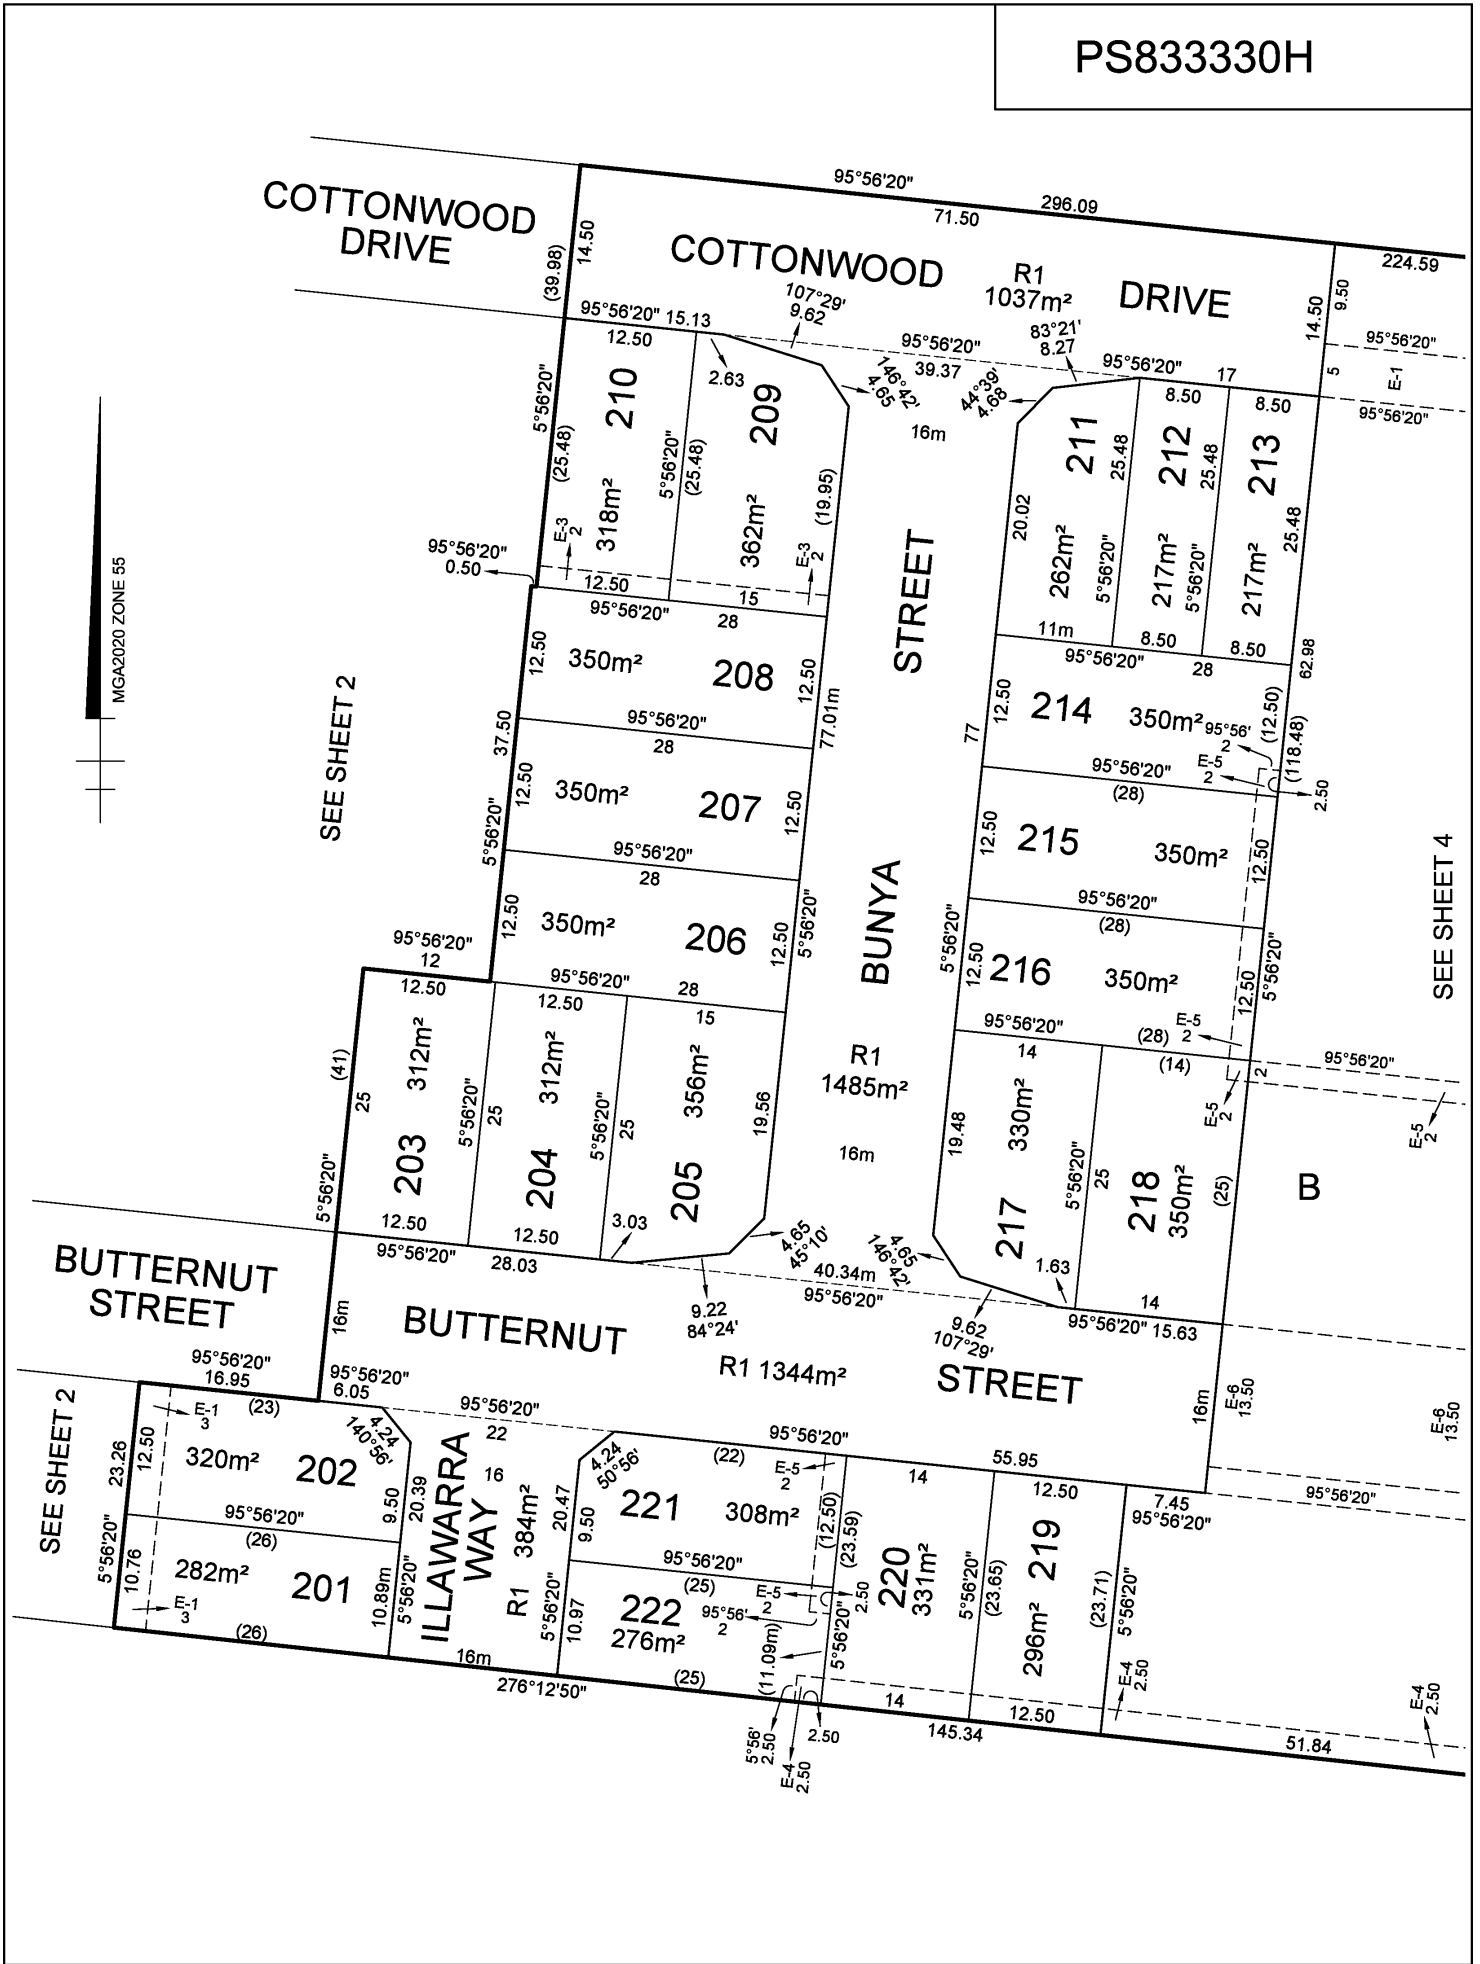 PS833330H
95°56'20"
296.09
71.50
224.59
COTTONWOOD
DRIVE
(39.98)
14.50
COTTONWOOD
R1
1037m²
DRIVE
14.50
9.50
95°56'20"
5
E-1
95°56'20"
107°29'
9.62
95°56'20" 15.13
12.50
2.63
95°56'20"
39.37
83°21'
8.27
95°56'20"
17
8.50
8.50
146°42'
4.65
44°39'
4.68
16m
5°56'20"
(25.48)
210
318m²
E-3
2
5°56'20"
(25.48)
209
362m²
(19.95)
E-3
2
20.02
211
262m²
25.48
5°56'20"
212
217m²
25.48
5°56'20"
213
217m²
25.48
MGA2020 ZONE 55
95°56'20"
0.50
12.50
15
95°56'20"
28
11m
8.50
8.50
95°56'20"
28
62.98
STREET
12.50
350m²
208
12.50
77.01m
95°56'20"
28
12.50
214
350m²
95°56'
2
(12.50)
(118.48)
E-5
2
2.50
77
95°56'20"
(28)
SEE SHEET 2
37.50
5°56'20"
12.50
350m²
207
12.50
95°56'20"
28
12.50
215
350m²
12.50
95°56'20"
(28)
SEE SHEET 4
12.50
350m²
206
12.50
5°56'20"
BUNYA
5°56'20"
12.50
216
350m²
12.50
5°56'20"
95°56'20"
12
12.50
95°56'20"
28
12.50
15
95°56'20"
(28)
E-5
2
14
(14)
2
95°56'20"
R1
1485m²
16m
(41)
25
5°56'20"
312m²
203
5°56'20"
25
312m²
204
5°56'20"
25
356m²
205
19.56
19.48
330m²
217
5°56'20"
25
218
350m²
(25)
E-5
2
E-5
2
B
12.50
12.50
3.03
95°56'20"
28.03
4.65
45°10'
9.22
84°24'
40.34m
95°56'20"
4.65
146°42'
1.63
9.62
107°29'
14
95°56'20" 15.63
BUTTERNUT
STREET
16m
BUTTERNUT
R1 1344m²
STREET
16m
E-6
13.50
E-6
13.50
95°56'20"
16.95
95°56'20"
6.05
(23)
4.24
140°56'
95°56'20"
22
95°56'20"
(22)
55.95
14
12.50
7.45
95°56'20"
95°56'20"
SEE SHEET 2
23.26
12.50
E-1
3
320m²
202
9.50
20.39
95°56'20"
(26)
5°56'20"
10.76
282m²
201
10.89m
5°56'20"
E-1
3
(26)
ILLAWARRA
WAY
16
R1 384m²
20.47
9.50
5°56'20"
10.97
4.24
50°56'
221
308m²
E-5
2
(12.50)
(23.59)
95°56'20"
(25)
E-5
2
2.50
222
276m²
95°56'
2
(11.09m)
5°56'20"
(25)
220
331m²
5°56'20"
(23.65)
219
296m²
(23.71)
5°56'20"
E-4
2.50
E-4
2.50
16m
276°12'50"
5°56'
2.50
E-4
2.50
2.50
14
12.50
145.34
51.84